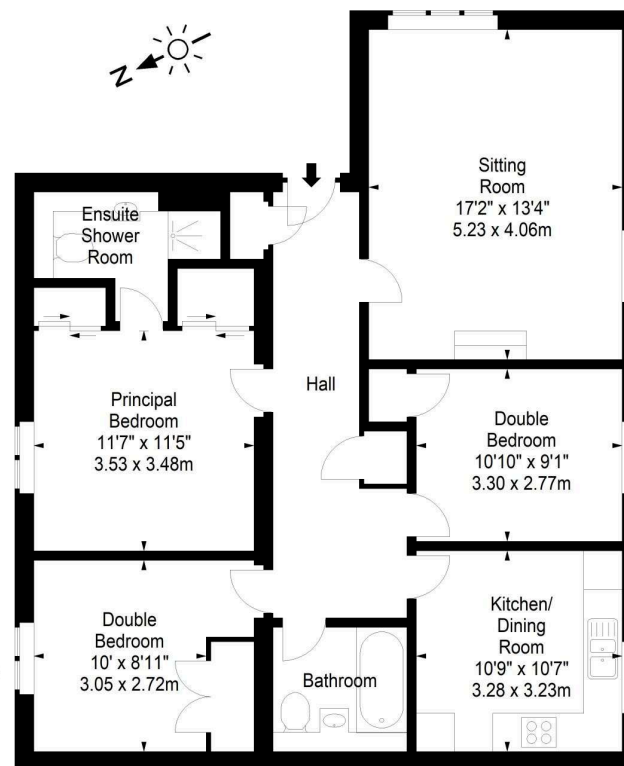 N
Ensuite
Shower
Room
Sitting
Room
17'2" x 13'4"
5.23 x 4.06m
Principal
Bedroom
11'7" x 11'5"
3.53 x 3.48m
Hall
Double
Bedroom
10'10" x 9'1"
3.30 x 2.77m
Double
Bedroom
10' x 8'11"
3.05 x 2.72m
Bathroom
Kitchen/
Dining
Room
10'9" x 10'7"
3.28 x 3.23m